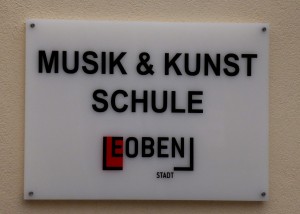 MUSIK & KUNST
SCHULE
LEOBEN
STADT